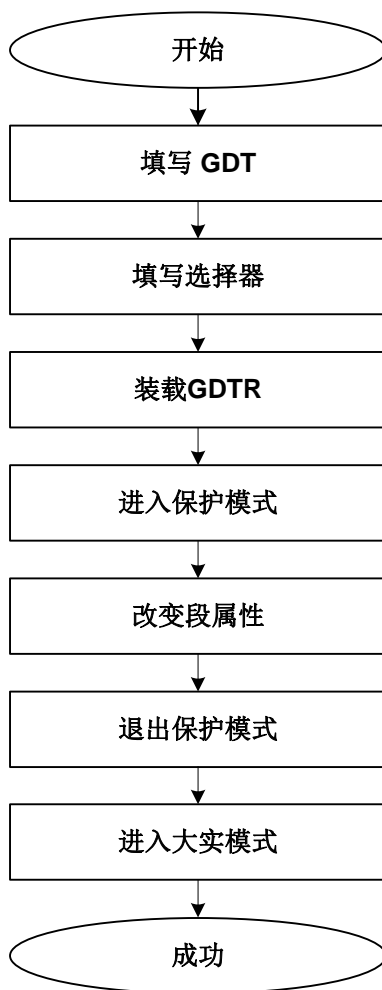 开始
填写 GDT
填写选择器
装载GDTR
进入保护模式
改变段属性
退出保护模式
进入大实模式
成功